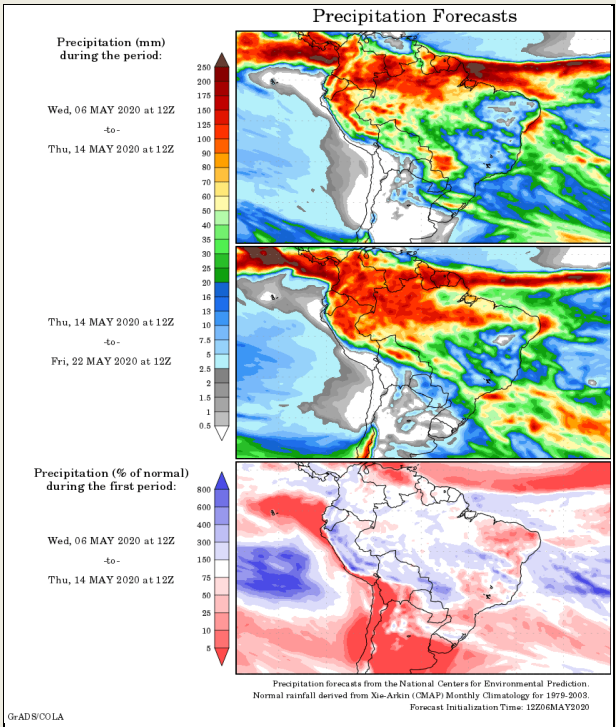 Precipitation Forecasts
Precipitation (mm)
during the period:
Wed, 06 MAY 2020 at 12Z
-to-
Thu, 14 MAY 2020 at 12Z
250
200
175
150
125
100
90
80
70
60
50
40
35
30
25
20
16
13
10
7.5
5
2.5
2
1.5
1
0.5
Thu, 14 MAY 2020 at 12Z
-to-
Fri, 22 MAY 2020 at 12Z
Precipitation (% of normal)
during the first period:
Wed, 06 MAY 2020 at 12Z
-to-
Thu, 14 MAY 2020 at 12Z
800
600
400
300
150
75
50
25
10
5
Precipitation forecasts from the National Centers for Environmental Prediction.
Normal rainfall derived from Xie-Arkin (CMAP) Monthly Climatology for 1979-2003.
Forecast Initialization Time: 12Z06MAY2020
GrADS/COLA